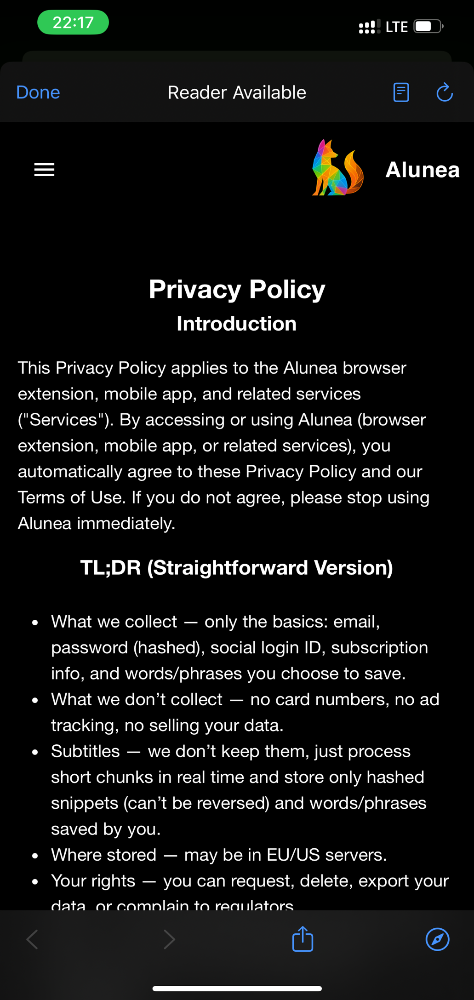 22:17
LTE
Done
Reader Available
Alunea
Privacy Policy
Introduction
This Privacy Policy applies to the Alunea browser
extension, mobile app, and related services
("Services"). By accessing or using Alunea (browser
extension, mobile app, or related services), you
automatically agree to these Privacy Policy and our
Terms of Use. If you do not agree, please stop using
Alunea immediately.
TL;DR (Straightforward Version)
• What we collect — only the basics: email,
password (hashed), social login ID, subscription
info, and words/phrases you choose to save.
• What we don’t collect — no card numbers, no ad
tracking, no selling your data.
• Subtitles — we don’t keep them, just process
short chunks in real time and store only hashed
snippets (can’t be reversed) and words/phrases
saved by you.
• Where stored — may be in EU/US servers.
• Your rights — you can request, delete, export your
data, or complain to regulators